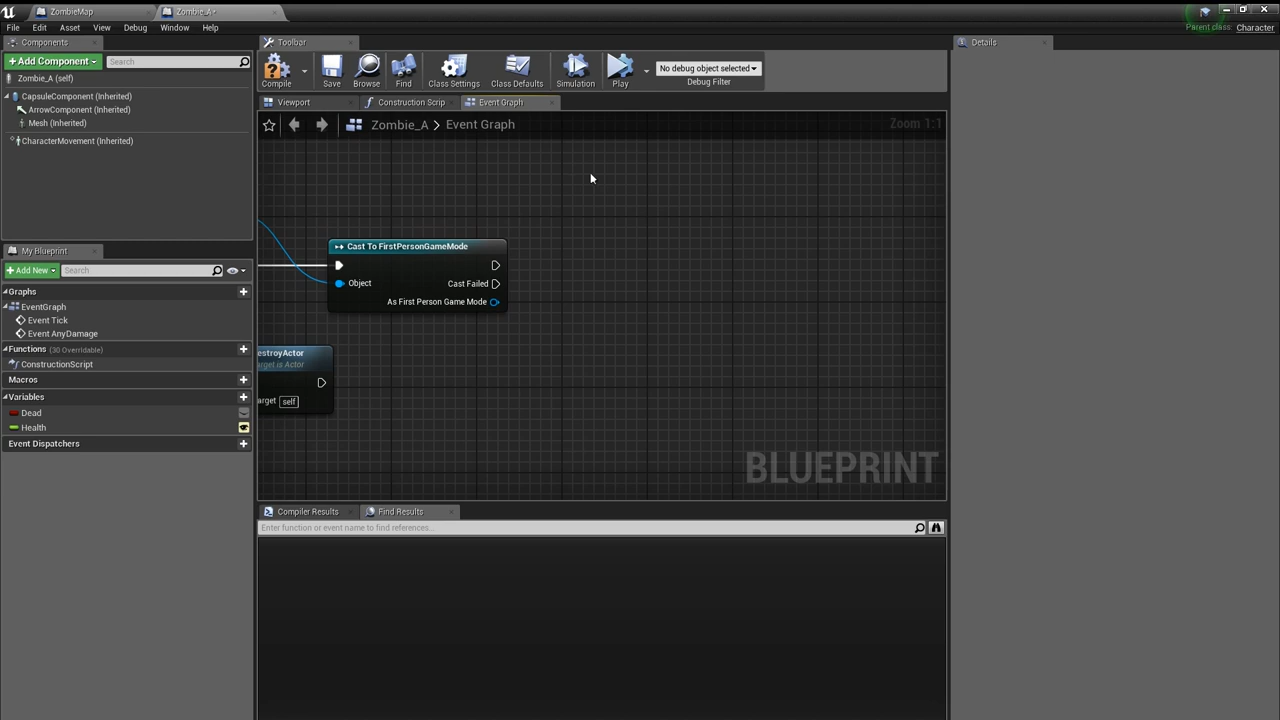 ZombieMap
Zombie_A*
File Edit Asset View Debug Window Help
Parent class: Character
Components
Toolbar
Details
+Add Component
Search
Zombie_A (self)
CapsuleComponent (Inherited)
ArrowComponent (Inherited)
Mesh (Inherited)
CharacterMovement (Inherited)
Compile
Save
Browse
Find
Class Settings
Class Defaults
Simulation
Play
No debug object selected
Debug Filter
Viewport
Construction Scrip
Event Graph
Zombie_A > Event Graph
Zoom 1:1
Cast To FirstPersonGameMode
Object
Cast Failed
As First Person Game Mode
estroyActor
arget is Actor
arget self
BLUEPRINT
My Blueprint
+Add New
Search
Graphs
EventGraph
Event Tick
Event AnyDamage
Functions (30 Overridable)
ConstructionScript
Macros
Variables
Dead
Health
Event Dispatchers
Compiler Results
Find Results
Enter function or event name to find references...